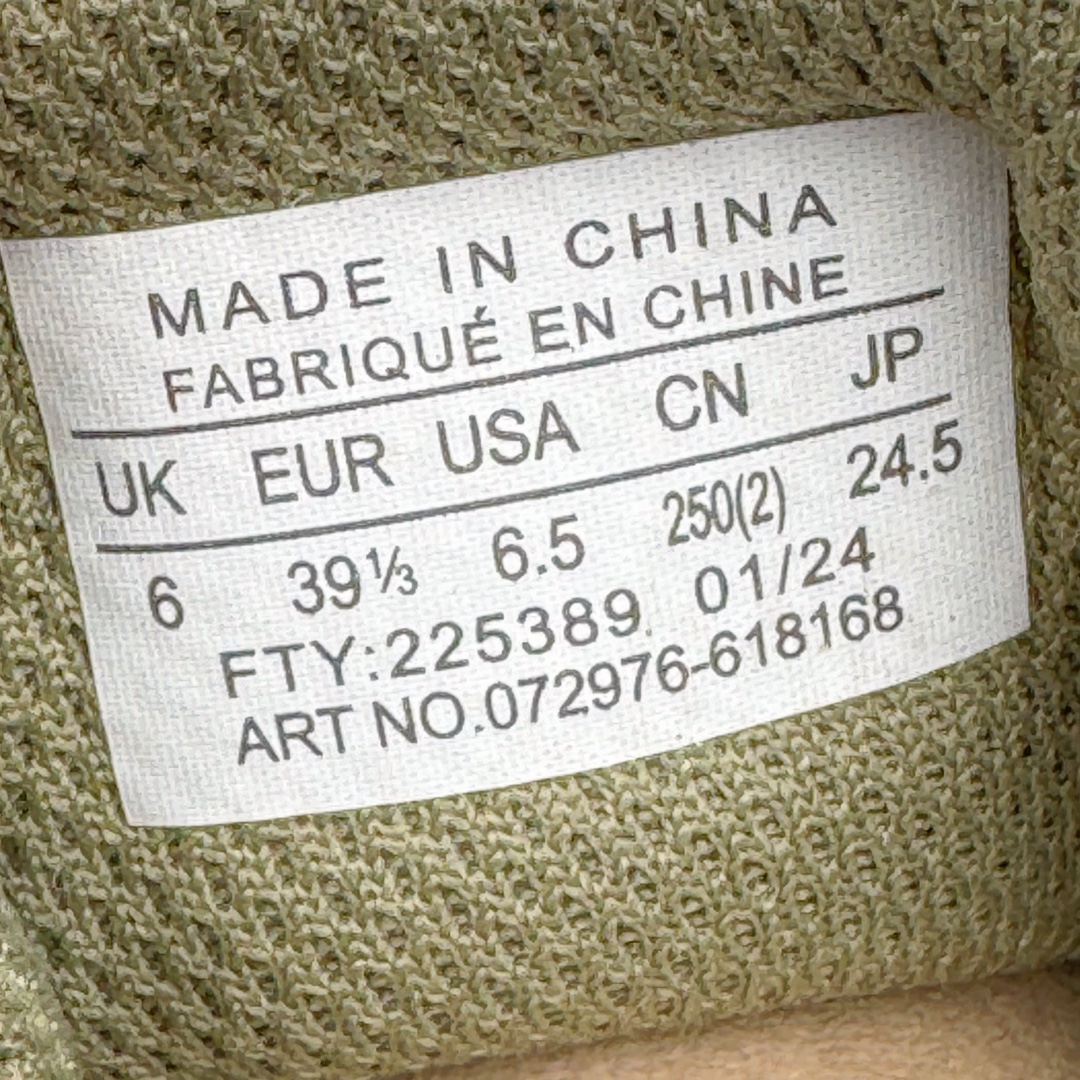 MADE IN CHINA
FABRIQUÉ EN CHINE
UK EUR USA CN JP
6 39⅓ 6.5 250(2) 24.5
FTY:225389 01/24
ART NO.072976-618168